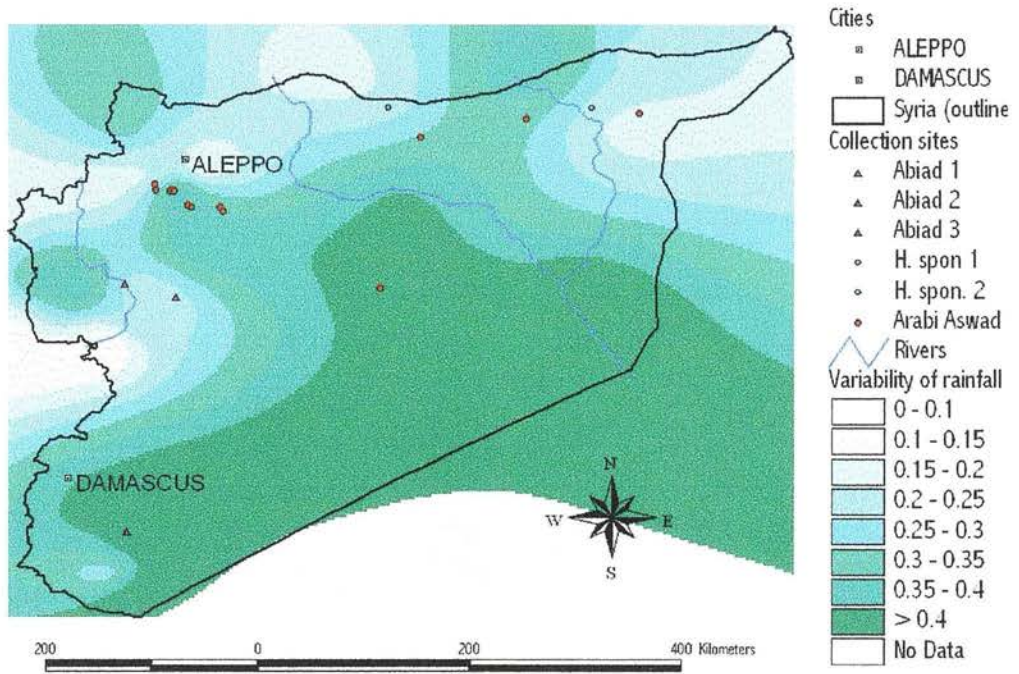 ALEPPO
DAMASCUS
N
W E
S
200 0 200 400 Kilometers
Cities
ALEPPO
DAMASCUS
Syria (outline
Collection sites
Abiad 1
Abiad 2
Abiad 3
H. spon 1
H. spon. 2
Arabi Aswad
Rivers
Variability of rainfall
0 - 0.1
0.1 - 0.15
0.15 - 0.2
0.2 - 0.25
0.25 - 0.3
0.3 - 0.35
0.35 - 0.4
> 0.4
No Data